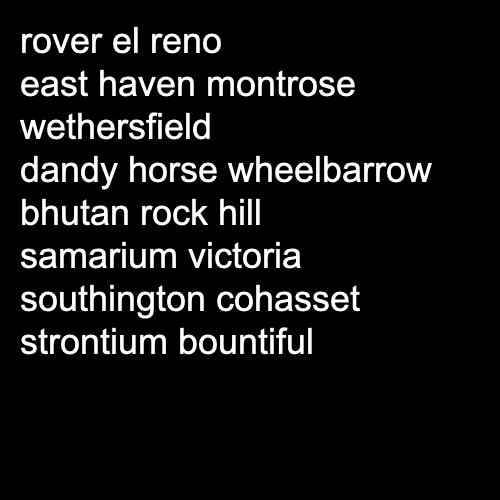 rover el reno
east haven montrose
wethersfield
dandy horse wheelbarrow
bhutan rock hill
samarium victoria
southington cohasset
strontium bountiful